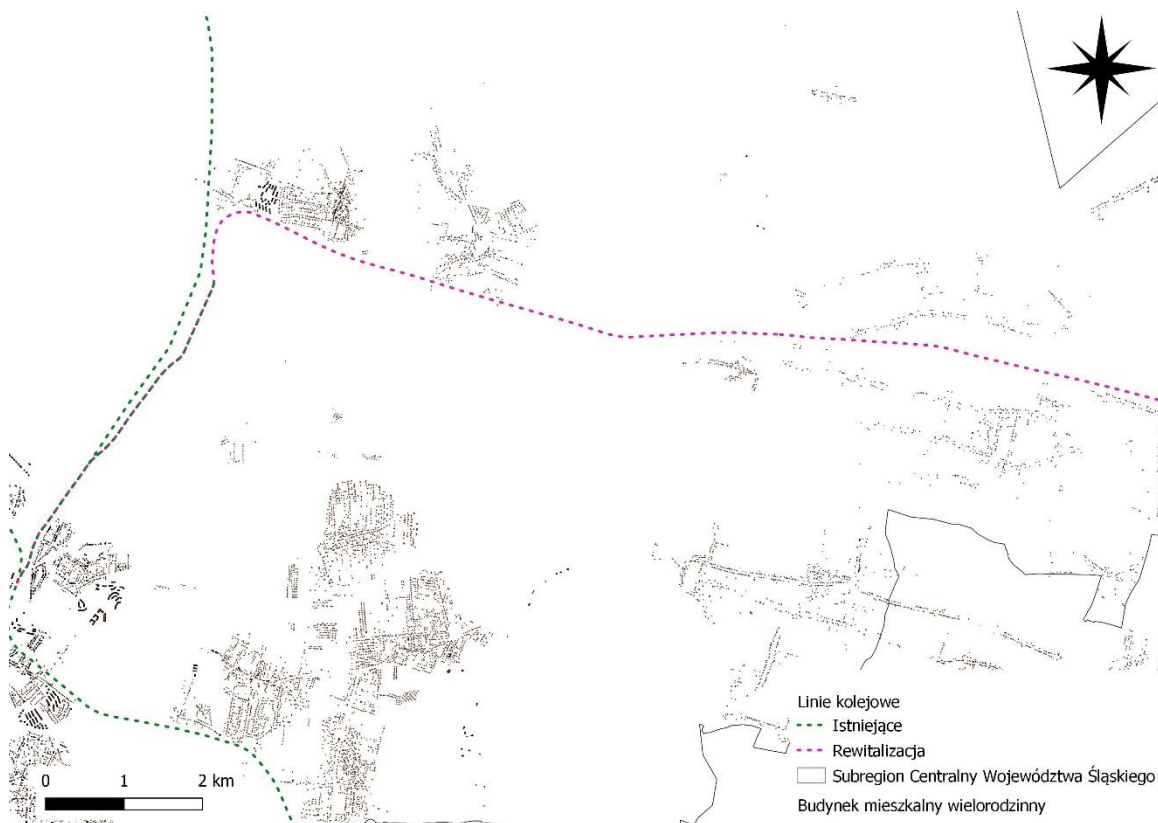 Linie kolejowe
Istniejące
Rewitalizacja
Subregion Centralny Województwa Śląskiego
Budynek mieszkalny wielorodzinny
0 1 2 km